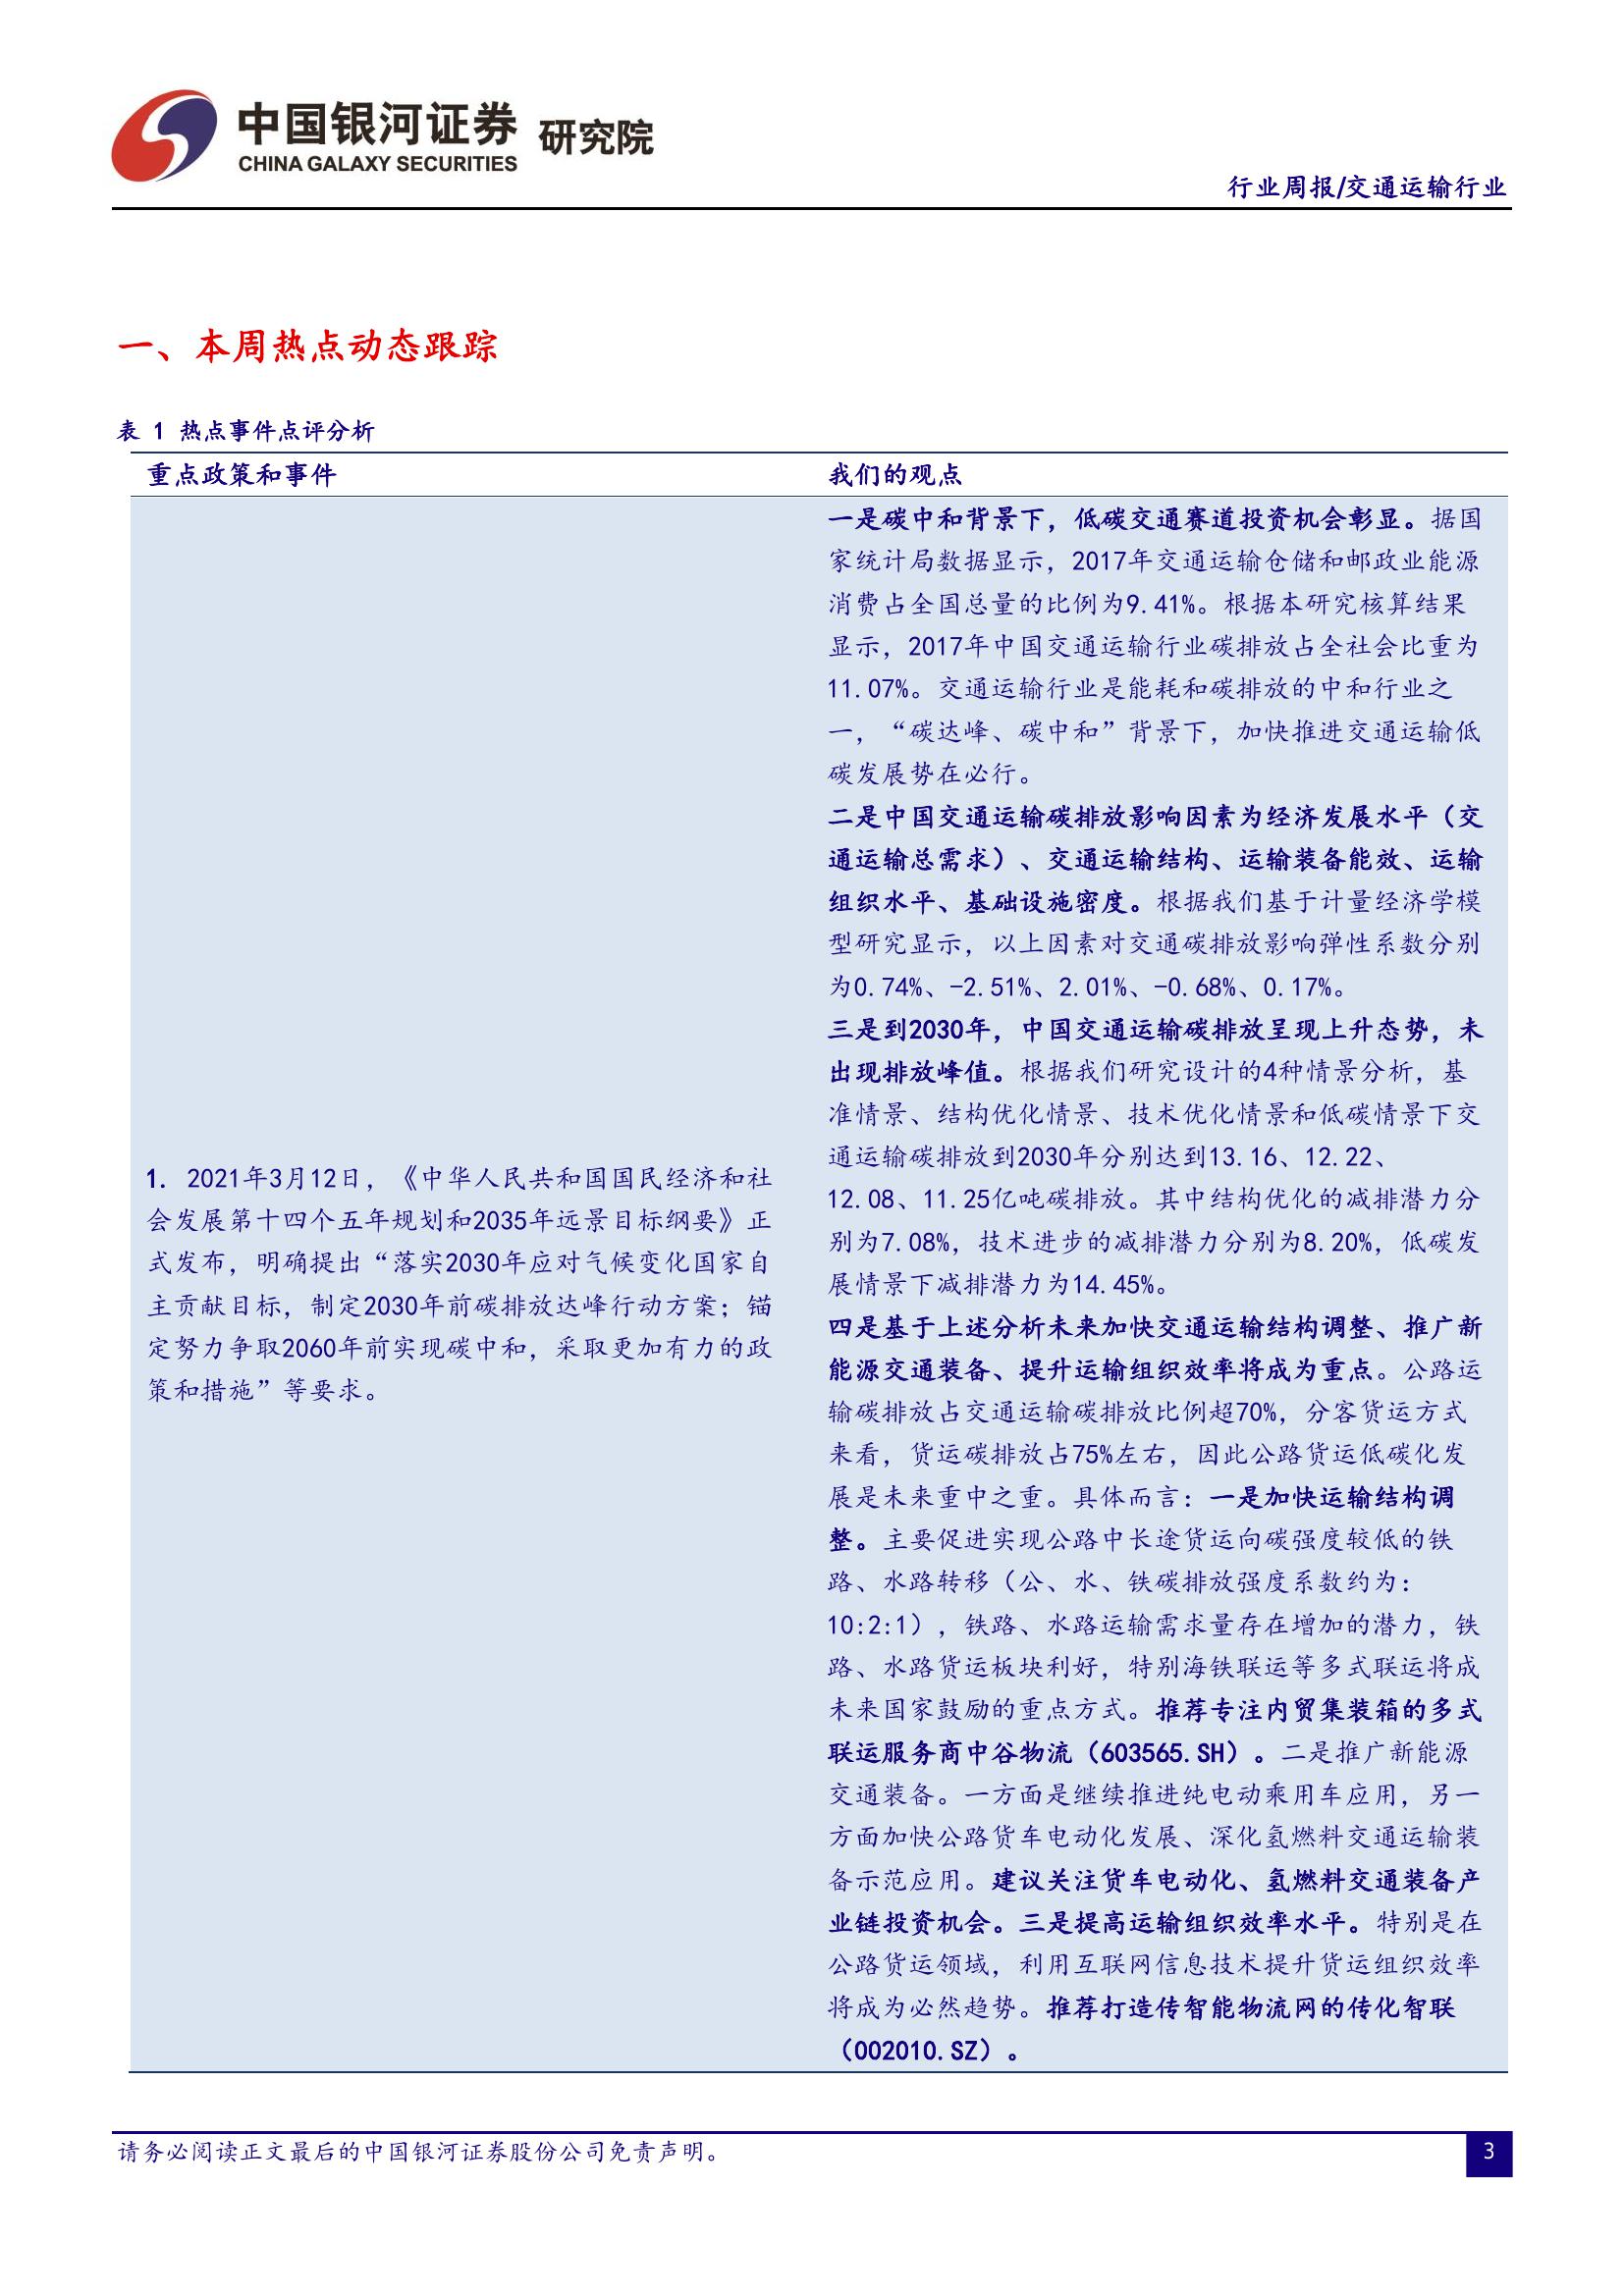 中国银河证券 研究院
CHINA GALAXY SECURITIES
行业周报/交通运输行业
一、本周热点动态跟踪
表 1 热点事件点评分析
重点政策和事件
我们的观点
1. 2021年3月12日，《中华人民共和国国民经济和社
会发展第十四个五年规划和2035年远景目标纲要》正
式发布，明确提出“落实2030年应对气候变化国家自
主贡献目标，制定2030年前碳排放达峰行动方案；锚
定努力争取2060年前实现碳中和，采取更加有力的政
策和措施”等要求。
一是碳中和背景下，低碳交通赛道投资机会彰显。据国
家统计局数据显示，2017年交通运输仓储和邮政业能源
消费占全国总量的比例为9.41%。根据本研究核算结果
显示，2017年中国交通运输行业碳排放占全社会比重为
11.07%。交通运输行业是能耗和碳排放的中和行业之
一，“碳达峰、碳中和”背景下，加快推进交通运输低
碳发展势在必行。
二是中国交通运输碳排放影响因素为经济发展水平（交
通运输总需求）、交通运输结构、运输装备能效、运输
组织水平、基础设施密度。根据我们基于计量经济学模
型研究显示，以上因素对交通碳排放影响弹性系数分别
为0.74%、-2.51%、2.01%、-0.68%、0.17%。
三是到2030年，中国交通运输碳排放呈现上升态势，未
出现排放峰值。根据我们研究设计的4种情景分析，基
准情景、结构优化情景、技术优化情景和低碳情景下交
通运输碳排放到2030年分别达到13.16、12.22、
12.08、11.25亿吨碳排放。其中结构优化的减排潜力分
别为7.08%，技术进步的减排潜力分别为8.20%，低碳发
展情景下减排潜力为14.45%。
四是基于上述分析未来加快交通运输结构调整、推广新
能源交通装备、提升运输组织效率将成为重点。公路运
输碳排放占交通运输碳排放比例超70%，分客货运方式
来看，货运碳排放占75%左右，因此公路货运低碳化发
展是未来重中之重。具体而言：一是加快运输结构调
整。主要促进实现公路中长途货运向碳强度较低的铁
路、水路转移（公、水、铁碳排放强度系数约为：
10:2:1），铁路、水路运输需求量存在增加的潜力，铁
路、水路货运板块利好，特别海铁联运等多式联运将成
未来国家鼓励的重点方式。推荐专注内贸集装箱的多式
联运服务商中谷物流（603565.SH）。二是推广新能源
交通装备。一方面是继续推进纯电动乘用车应用，另一
方面加快公路货车电动化发展、深化氢燃料交通运输装
备示范应用。建议关注货车电动化、氢燃料交通装备产
业链投资机会。三是提高运输组织效率水平。特别是在
公路货运领域，利用互联网信息技术提升货运组织效率
将成为必然趋势。推荐打造传智能物流网的传化智联
（002010.SZ）。
请务必阅读正文最后的中国银河证券股份公司免责声明。
3